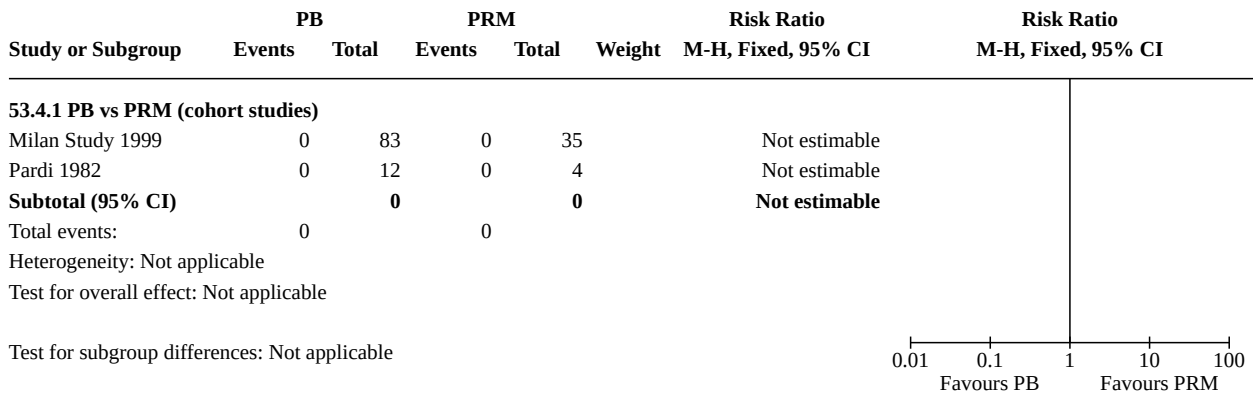 PB PRM Risk Ratio Risk Ratio
Study or Subgroup Events Total Events Total Weight M-H, Fixed, 95% CI M-H, Fixed, 95% CI
53.4.1 PB vs PRM (cohort studies)
Milan Study 1999 0 83 0 35 Not estimable
Pardi 1982 0 12 0 4 Not estimable
Subtotal (95% CI) 0 0 Not estimable
Total events: 0 0
Heterogeneity: Not applicable
Test for overall effect: Not applicable
Test for subgroup differences: Not applicable
0.01 0.1 1 10 100
Favours PB Favours PRM